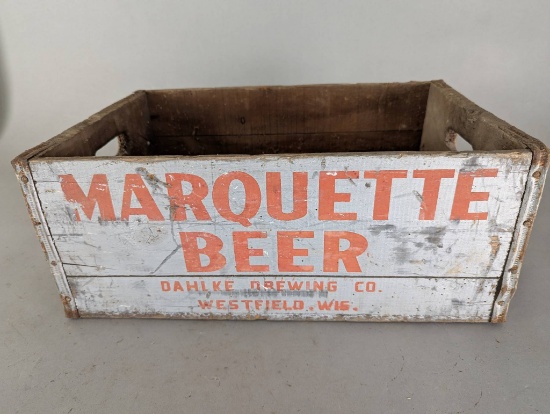 MARQUETTE
BEER
DAHLKE BREWING CO.
WESTFIELD, WIS.